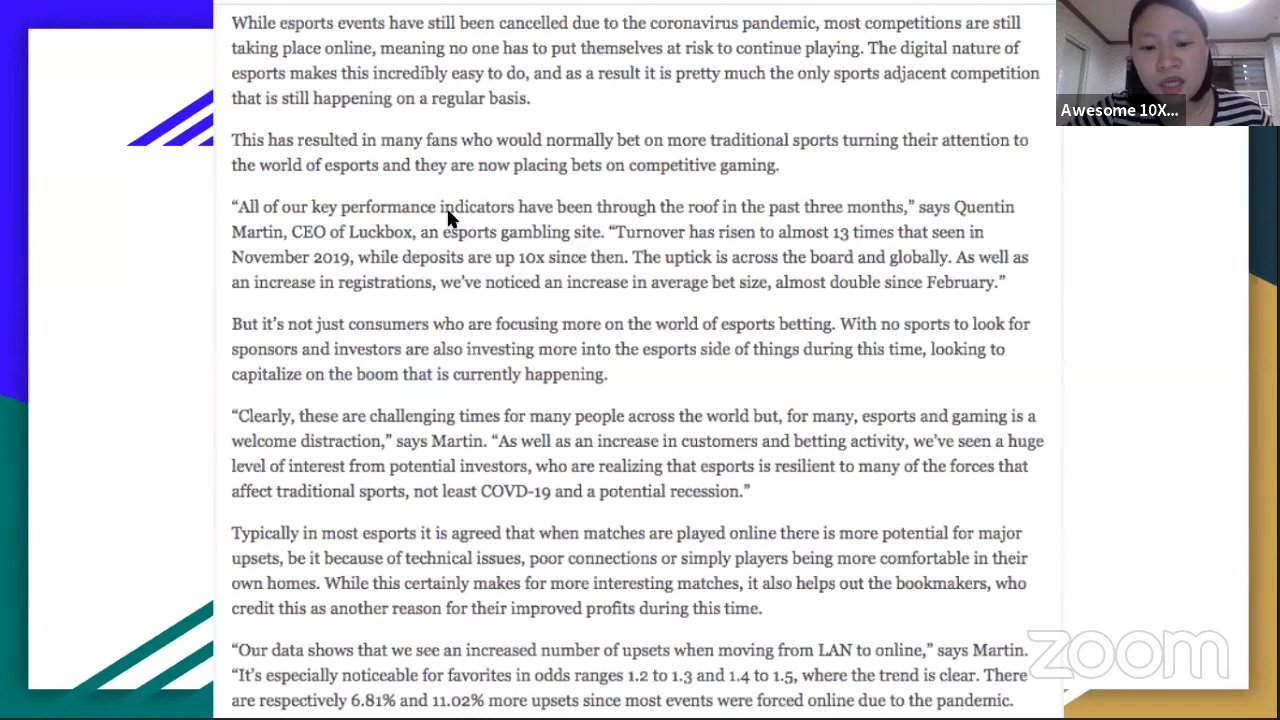 While esports events have still been cancelled due to the coronavirus pandemic, most competitions are still
taking place online, meaning no one has to put themselves at risk to continue playing. The digital nature of
esports makes this incredibly easy to do, and as a result it is pretty much the only sports adjacent competition
that is still happening on a regular basis.
This has resulted in many fans who would normally bet on more traditional sports turning their attention to
the world of esports and they are now placing bets on competitive gaming.
“All of our key performance indicators have been through the roof in the past three months,” says Quentin
Martin, CEO of Luckbox, an esports gambling site. “Turnover has risen to almost 13 times that seen in
November 2019, while deposits are up 10x since then. The uptick is across the board and globally. As well as
an increase in registrations, we’ve noticed an increase in average bet size, almost double since February.”
But it’s not just consumers who are focusing more on the world of esports betting. With no sports to look for
sponsors and investors are also investing more into the esports side of things during this time, looking to
capitalize on the boom that is currently happening.
“Clearly, these are challenging times for many people across the world but, for many, esports and gaming is a
welcome distraction,” says Martin. “As well as an increase in customers and betting activity, we’ve seen a huge
level of interest from potential investors, who are realizing that esports is resilient to many of the forces that
affect traditional sports, not least COVD-19 and a potential recession.”
Typically in most esports it is agreed that when matches are played online there is more potential for major
upsets, be it because of technical issues, poor connections or simply players being more comfortable in their
own homes. While this certainly makes for more interesting matches, it also helps out the bookmakers, who
credit this as another reason for their improved profits during this time.
“Our data shows that we see an increased number of upsets when moving from LAN to online,” says Martin.
“It’s especially noticeable for favorites in odds ranges 1.2 to 1.3 and 1.4 to 1.5, where the trend is clear. There
are respectively 6.81% and 11.02% more upsets since most events were forced online due to the pandemic.
Awesome 10X...
zoom